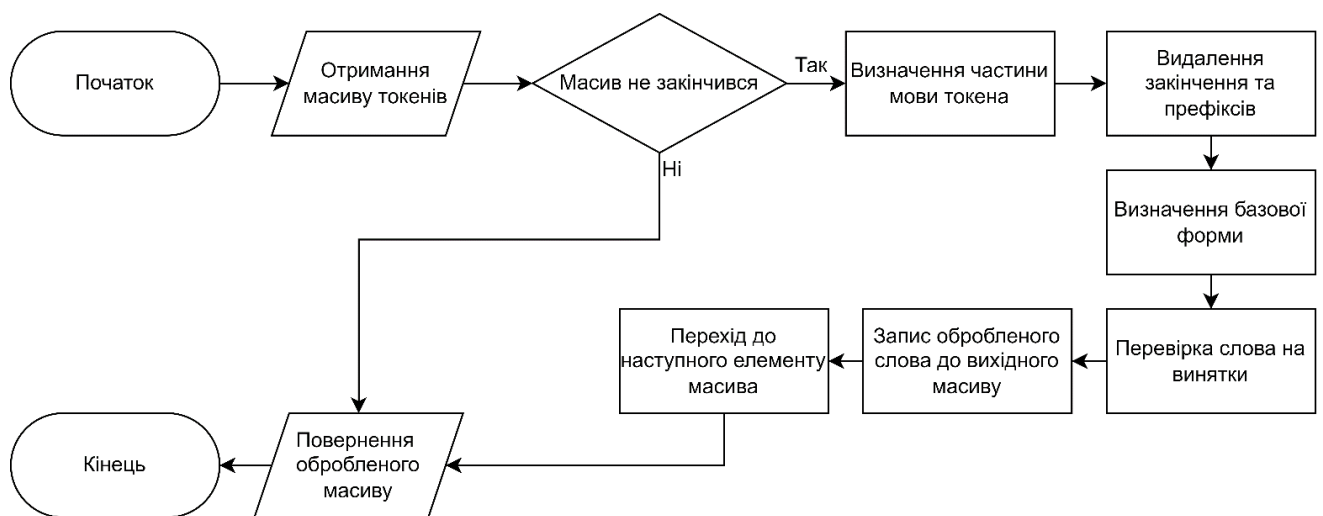 Початок
Отримання
масиву токенів
Масив не закінчився
Так
Визначення частини
мови токена
Видалення
закінчення та
префіксів
Ні
Визначення базової
форми
Перевірка слова на
винятки
Запис обробленого
слова до вихідного
масиву
Перехід до
наступного елементу
масива
Повернення
обробленого
масиву
Кінець